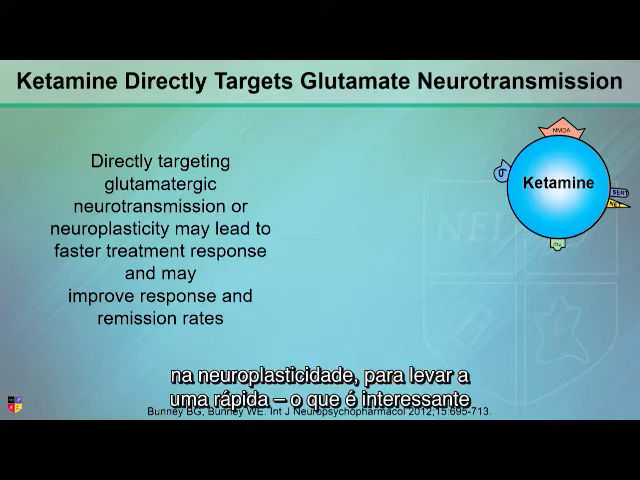 Ketamine Directly Targets Glutamate Neurotransmission
Directly targeting
glutamatergic
neurotransmission or
neuroplasticity may lead to
faster treatment response
and may
improve response and
remission rates
NMDA
σ
Ketamine
SERT
NET
NEI
na neuroplasticidade, para levar a
uma rápida – o que é interessante
Bunney BG, Bunney WE. Int J Neuropsychopharmacol 2012;15:695-713.